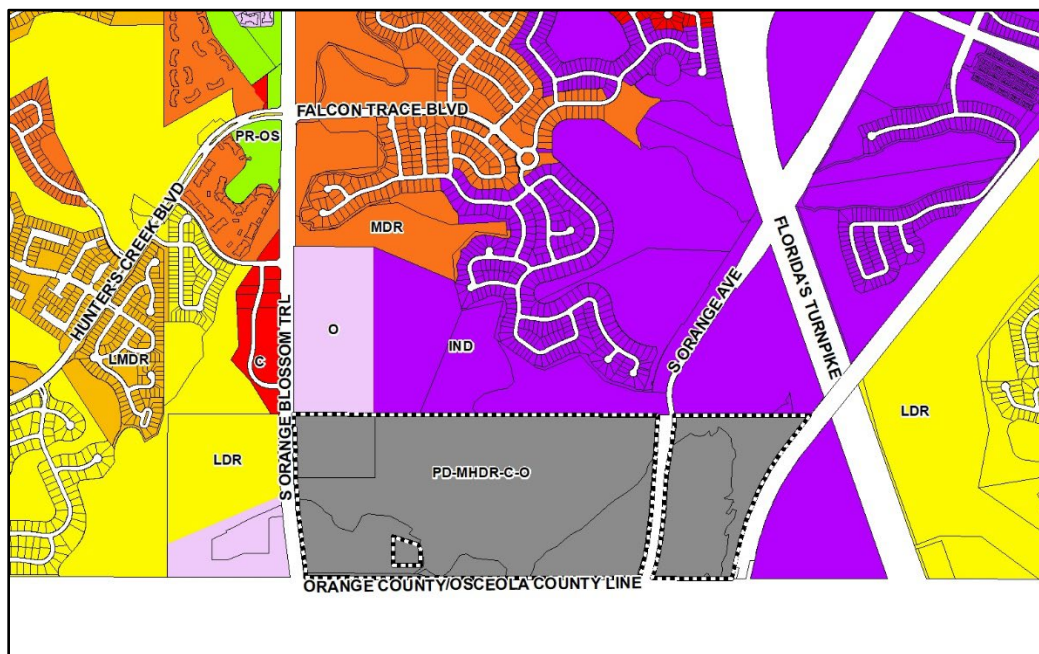 FALCON TRACE BLVD
PR-OS
HUNTER'S CREEK BLVD
MDR
FLORIDA'S TURNPIKE
S ORANGE AVE
O
IND
LMDR
C
S ORANGE BLOSSOM TRL
LDR
LDR
PD-MHDR-C-O
ORANGE COUNTY/OSCEOLA COUNTY LINE